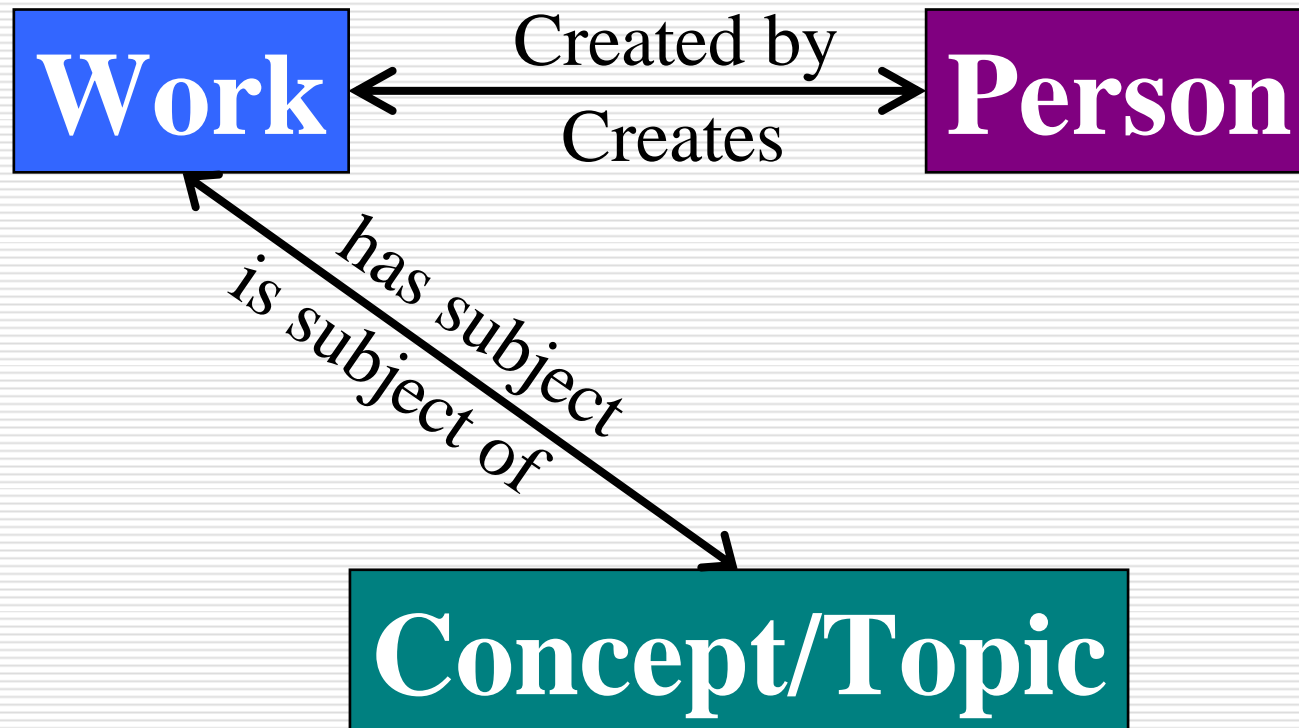 Work
Created by
Creates
Person
has subject
is subject of
Concept/Topic